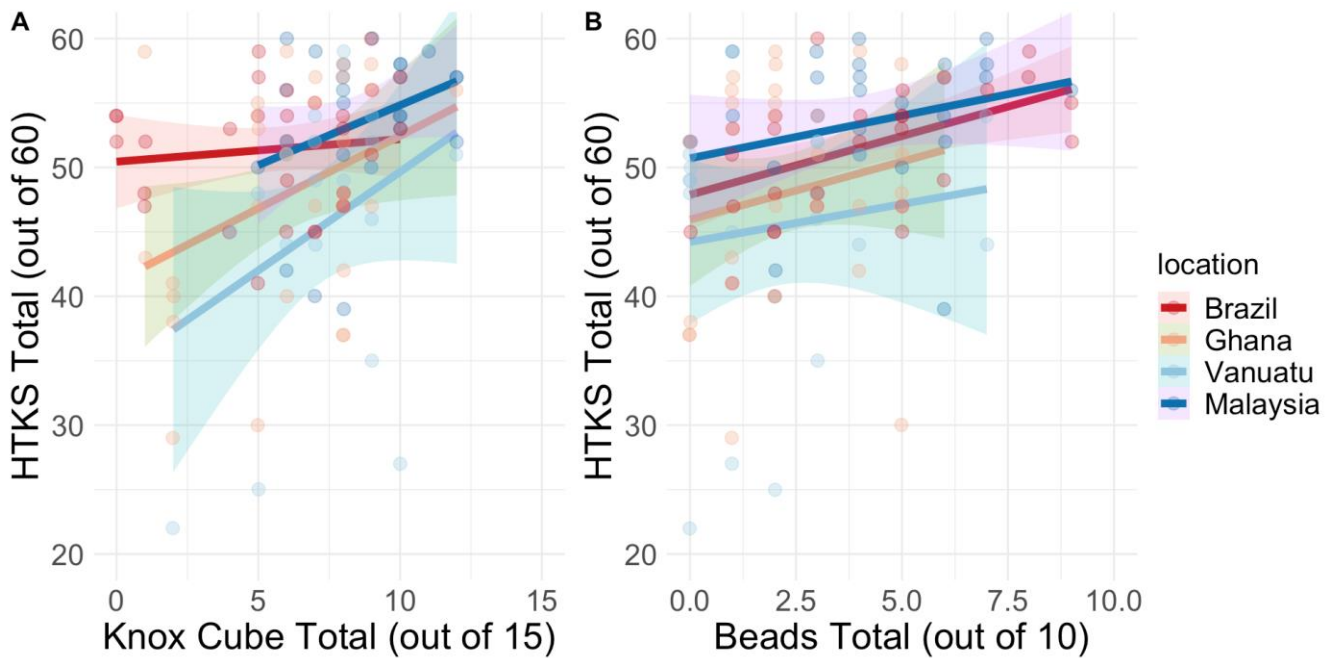 A
HTKS Total (out of 60)
60
50
40
30
20
0
5
10
15
Knox Cube Total (out of 15)
B
HTKS Total (out of 60)
60
50
40
30
20
0.0
2.5
5.0
7.5
10.0
Beads Total (out of 10)
location
Brazil
Ghana
Vanuatu
Malaysia